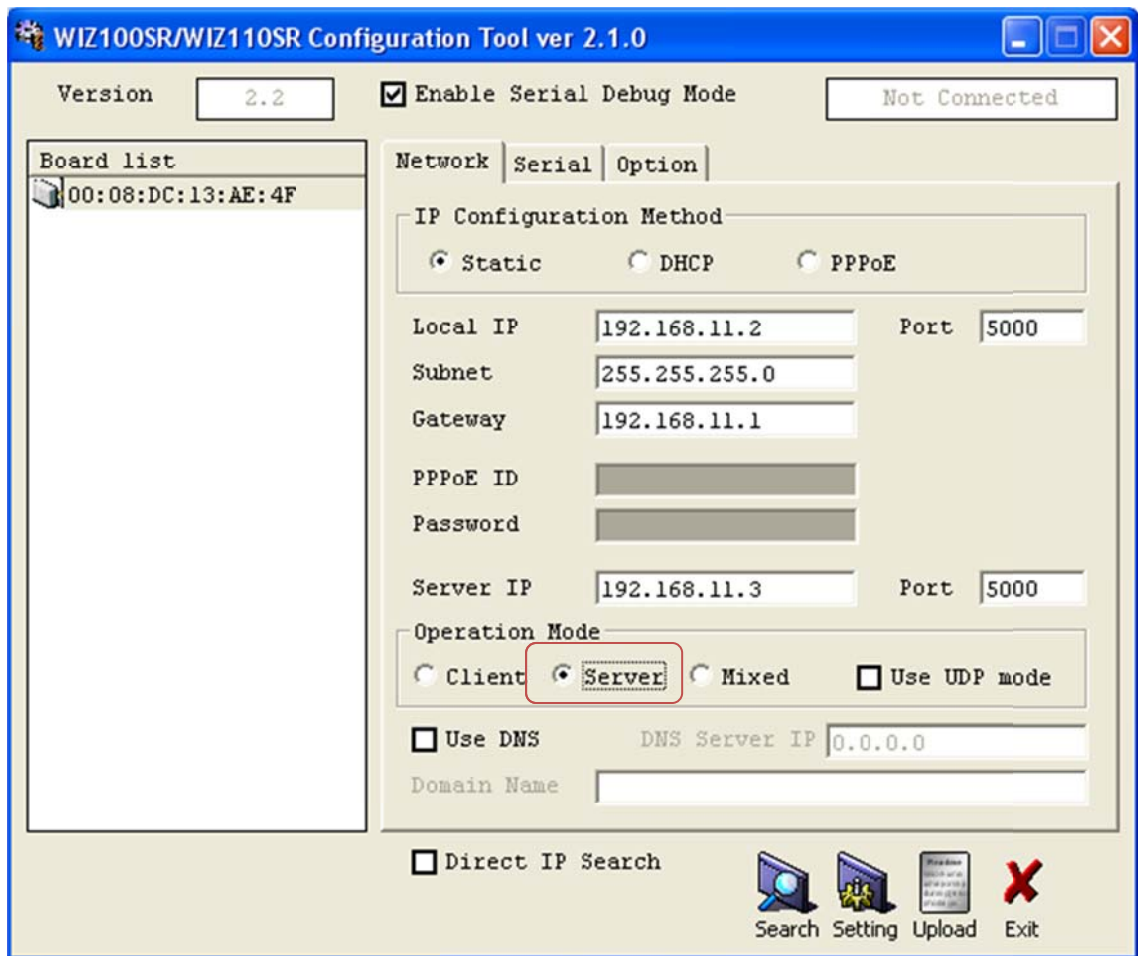 WIZ100SR/WIZ110SR Configuration Tool ver 2.1.0
Version 2.2 Enable Serial Debug Mode Not Connected
Board list
00:08:DC:13:AE:4F
Network Serial Option
IP Configuration Method
Static DHCP PPPoE
Local IP 192.168.11.2 Port 5000
Subnet 255.255.255.0
Gateway 192.168.11.1
PPPoE ID
Password
Server IP 192.168.11.3 Port 5000
Operation Mode
Client Server Mixed Use UDP mode
Use DNS DNS Server IP 0.0.0.0
Domain Name
Direct IP Search
Search Setting Upload Exit